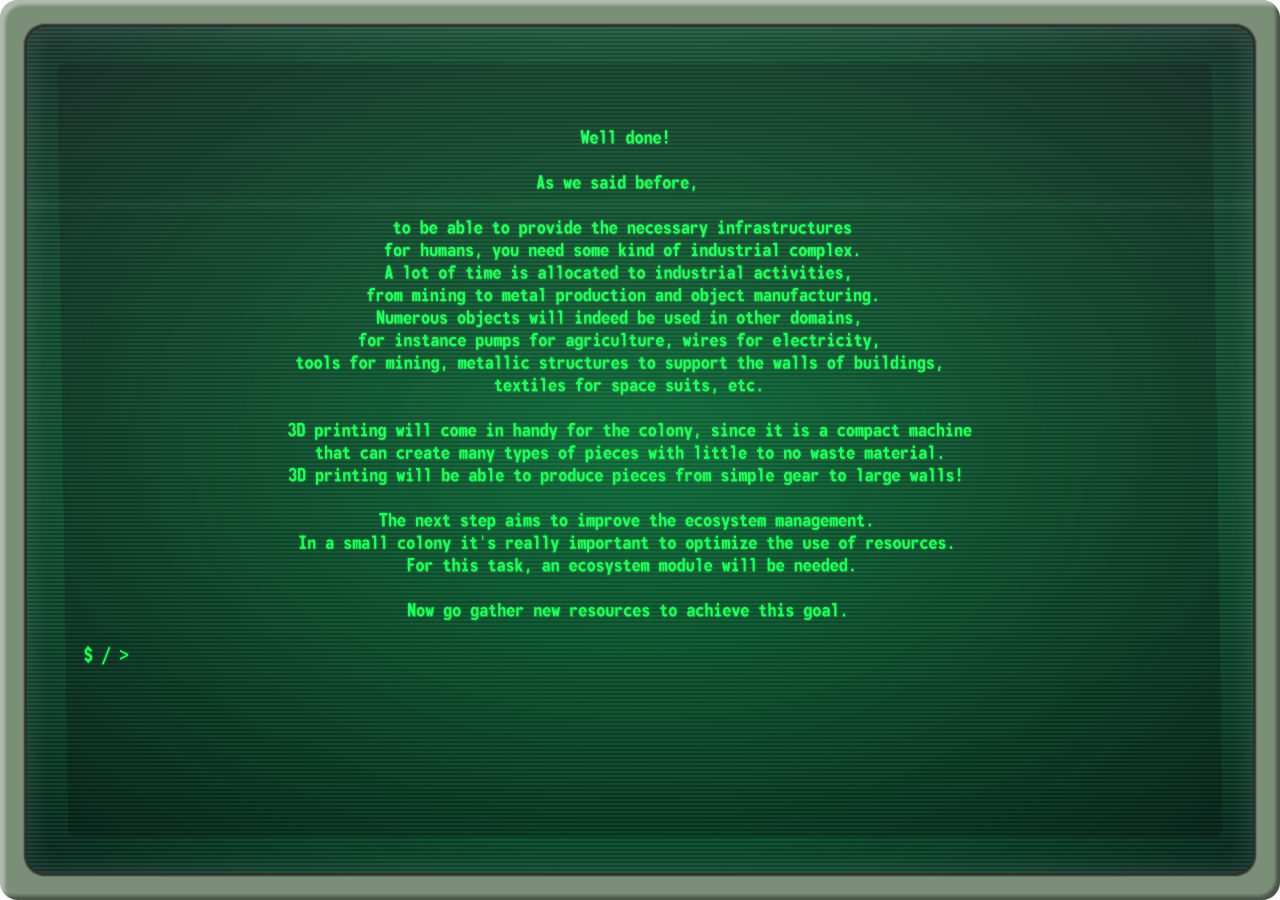 Well done!
As we said before,
to be able to provide the necessary infrastructures
for humans, you need some kind of industrial complex.
A lot of time is allocated to industrial activities,
from mining to metal production and object manufacturing.
Numerous objects will indeed be used in other domains,
for instance pumps for agriculture, wires for electricity,
tools for mining, metallic structures to support the walls of buildings,
textiles for space suits, etc.
3D printing will come in handy for the colony, since it is a compact machine
that can create many types of pieces with little to no waste material.
3D printing will be able to produce pieces from simple gear to large walls!
The next step aims to improve the ecosystem management.
In a small colony it's really important to optimize the use of resources.
For this task, an ecosystem module will be needed.
Now go gather new resources to achieve this goal.
$ / >